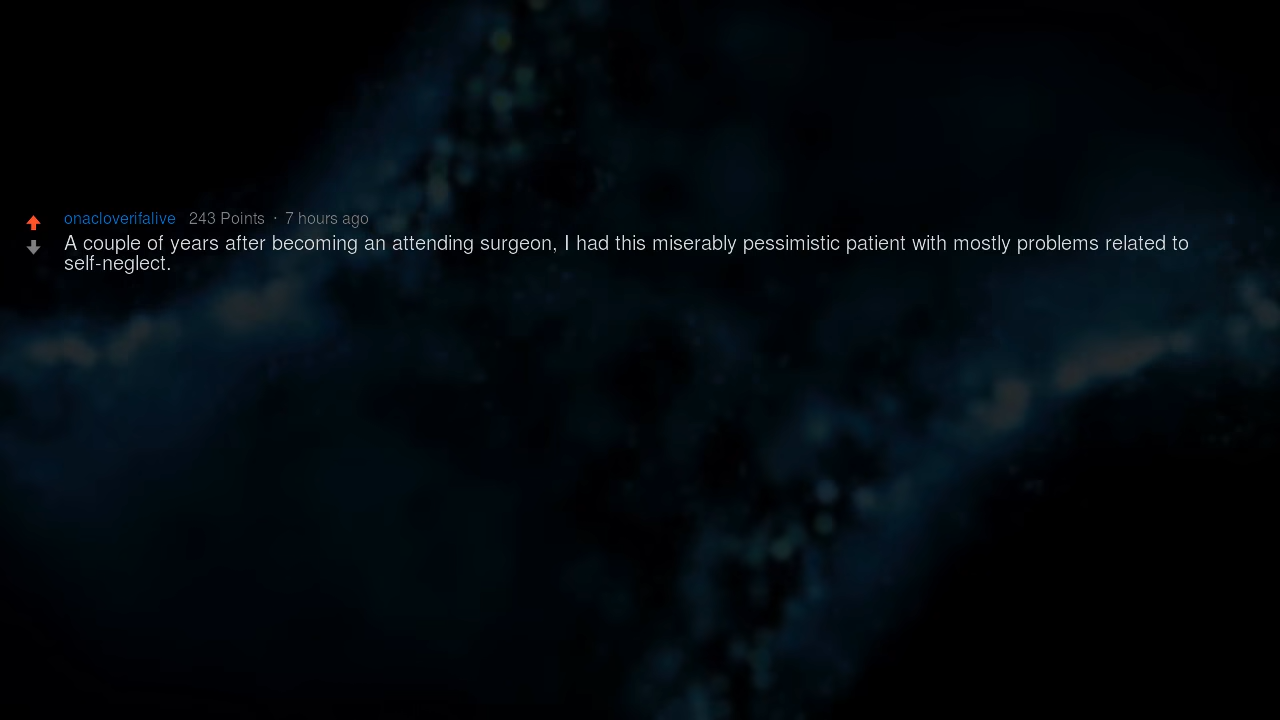 onacloverifalive 243 Points · 7 hours ago
A couple of years after becoming an attending surgeon, I had this miserably pessimistic patient with mostly problems related to
self-neglect.